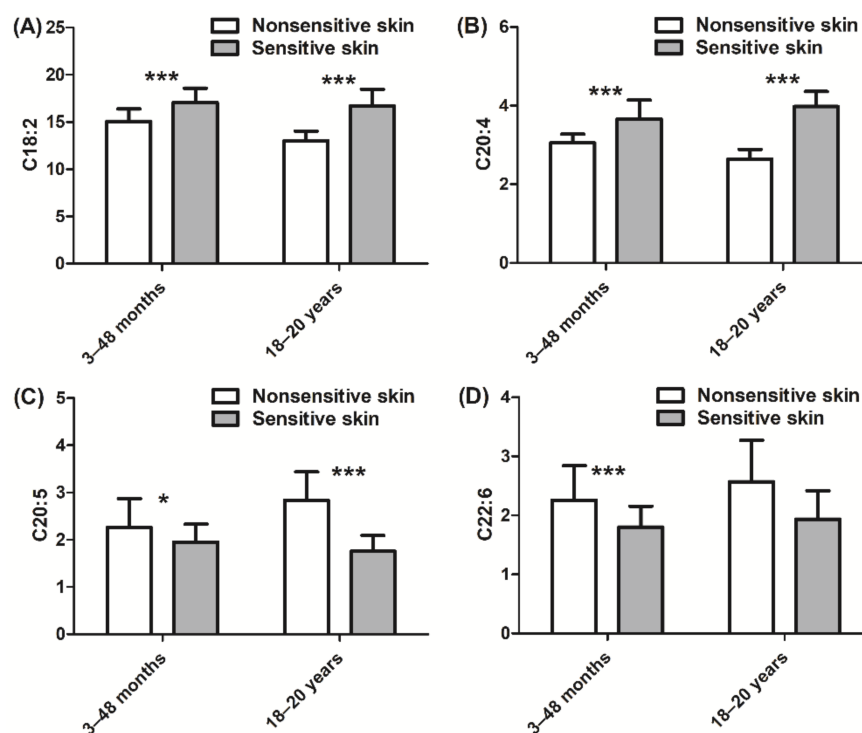 (A)
Nonsensitive skin
Sensitive skin
C18:2
25
20
15
10
5
0
***
***
3–48 months
18–20 years
(B)
Nonsensitive skin
Sensitive skin
C20:4
6
4
2
0
***
***
3–48 months
18–20 years
(C)
Nonsensitive skin
Sensitive skin
C20:5
5
4
3
2
1
0
*
***
3–48 months
18–20 years
(D)
Nonsensitive skin
Sensitive skin
C22:6
4
3
2
1
0
***
3–48 months
18–20 years